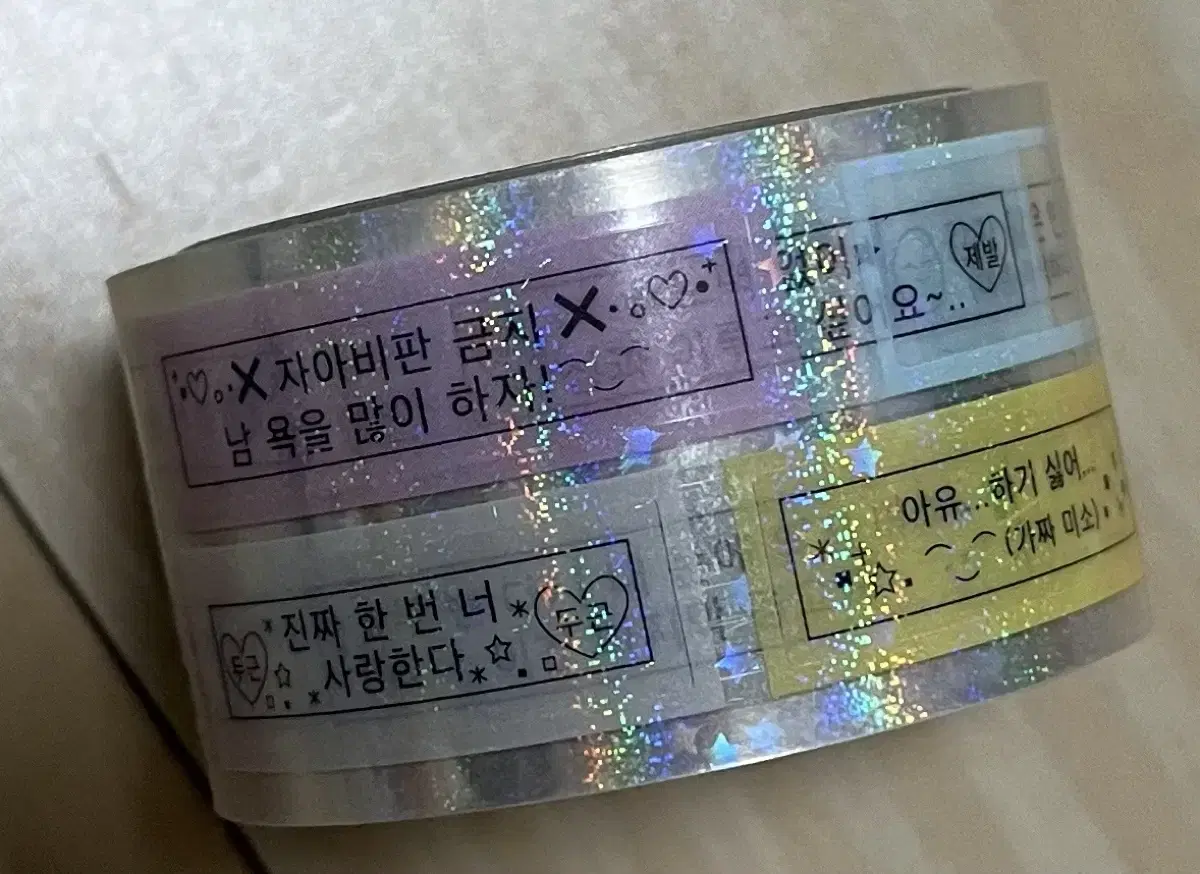 X 자아비판 금지 X
남 욕을 많이 하자!
제발
요~..
아유...하기 싫어...
(가짜 미소)
두근
진짜 한 번 너
사랑한다
두근